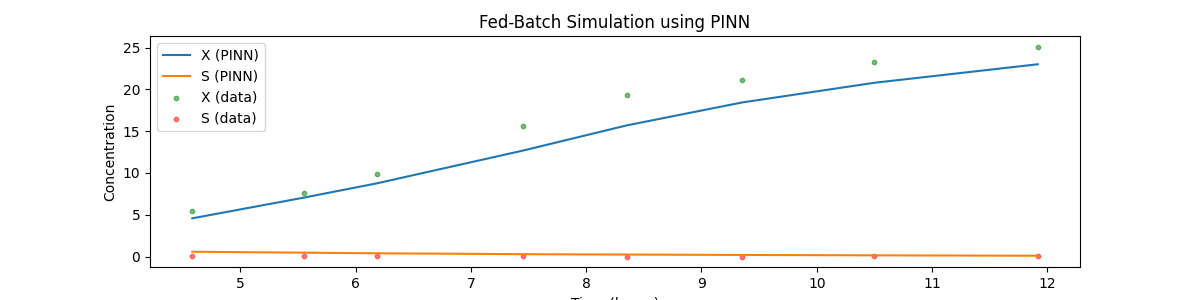 Fed-Batch Simulation using PINN
Concentration
25
20
15
10
5
0
X (PINN)
S (PINN)
X (data)
S (data)
5
6
7
8
9
10
11
12